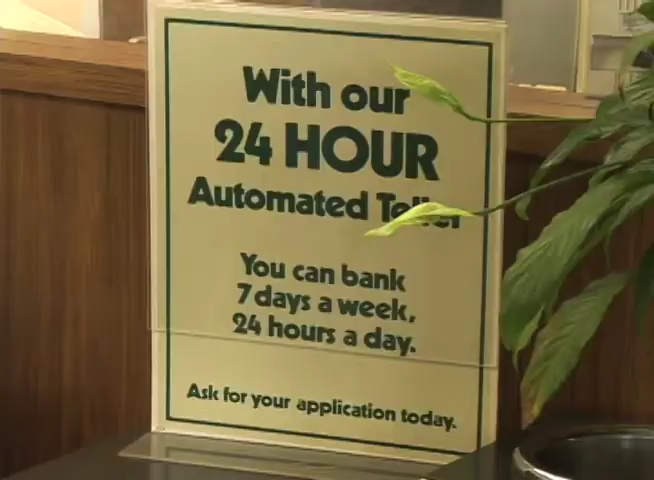 With our
24 HOUR
Automated Teller
You can bank
7 days a week,
24 hours a day.
Ask for your application today.